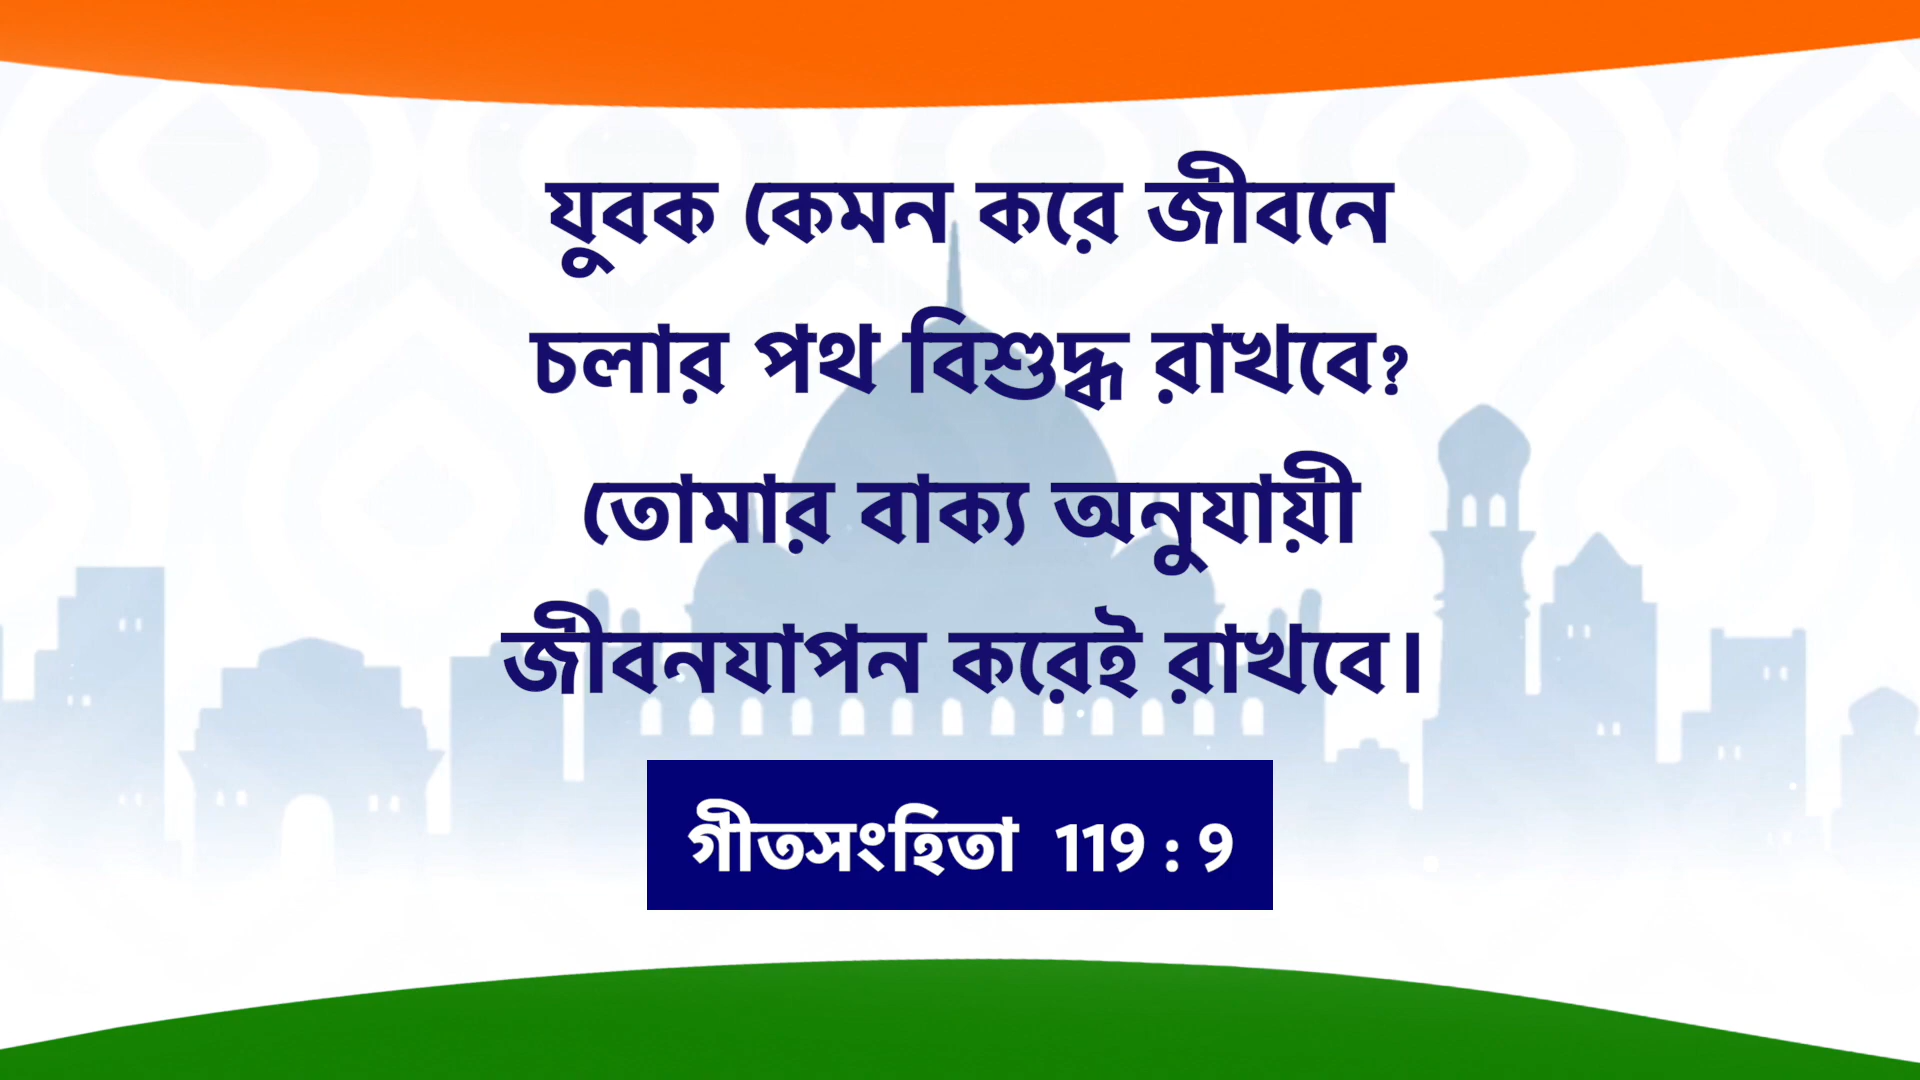 যুবক কেমন করে জীবনে
চলার পথ বিশুদ্ধ রাখবে?
তোমার বাক্য অনুযায়ী
জীবনযাপন করেই রাখবে।
গীতসংহিতা 119 : 9